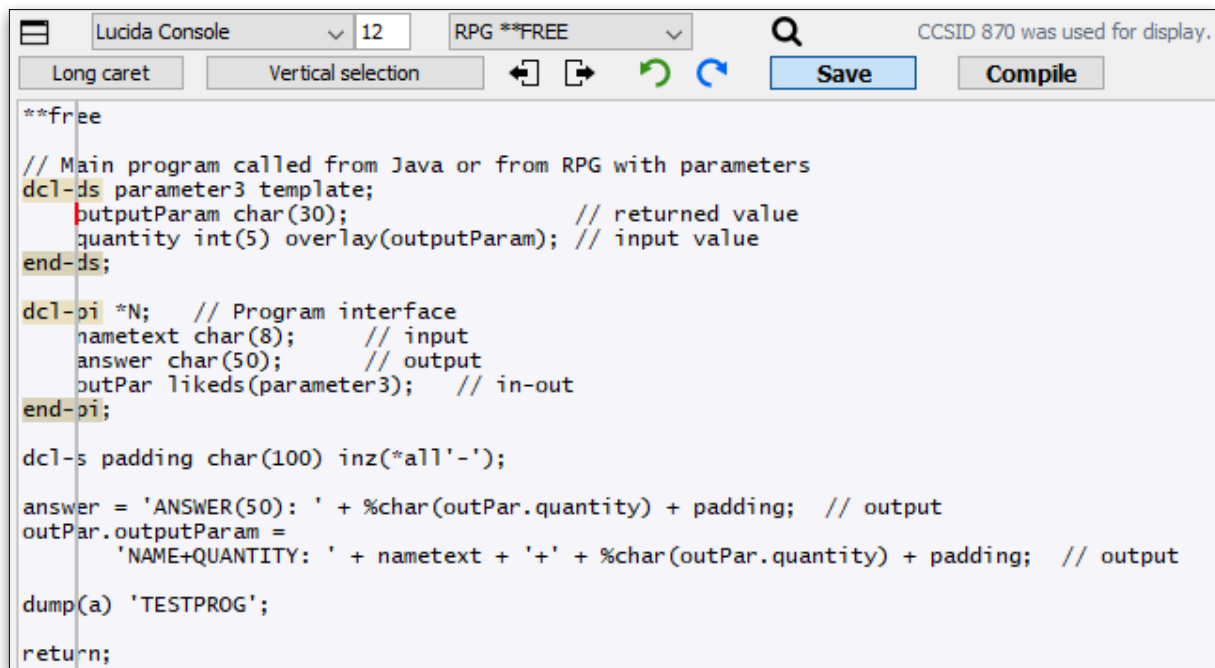 Lucida Console 12 RPG **FREE CCSID 870 was used for display.
Long caret Vertical selection Save Compile
**free
// Main program called from Java or from RPG with parameters
dcl-ds parameter3 template;
    outputParam char(30);                   // returned value
    quantity int(5) overlay(outputParam); // input value
end-ds;
dcl-pi *N;   // Program interface
    nametext char(8);      // input
    answer char(50);       // output
    outPar likeds(parameter3);   // in-out
end-pi;
dcl-s padding char(100) inz(*all'-');
answer = 'ANSWER(50): ' + %char(outPar.quantity) + padding;  // output
outPar.outputParam =
       'NAME+QUANTITY: ' + nametext + '+' + %char(outPar.quantity) + padding;  // output
dump(a) 'TESTPROG';
return;